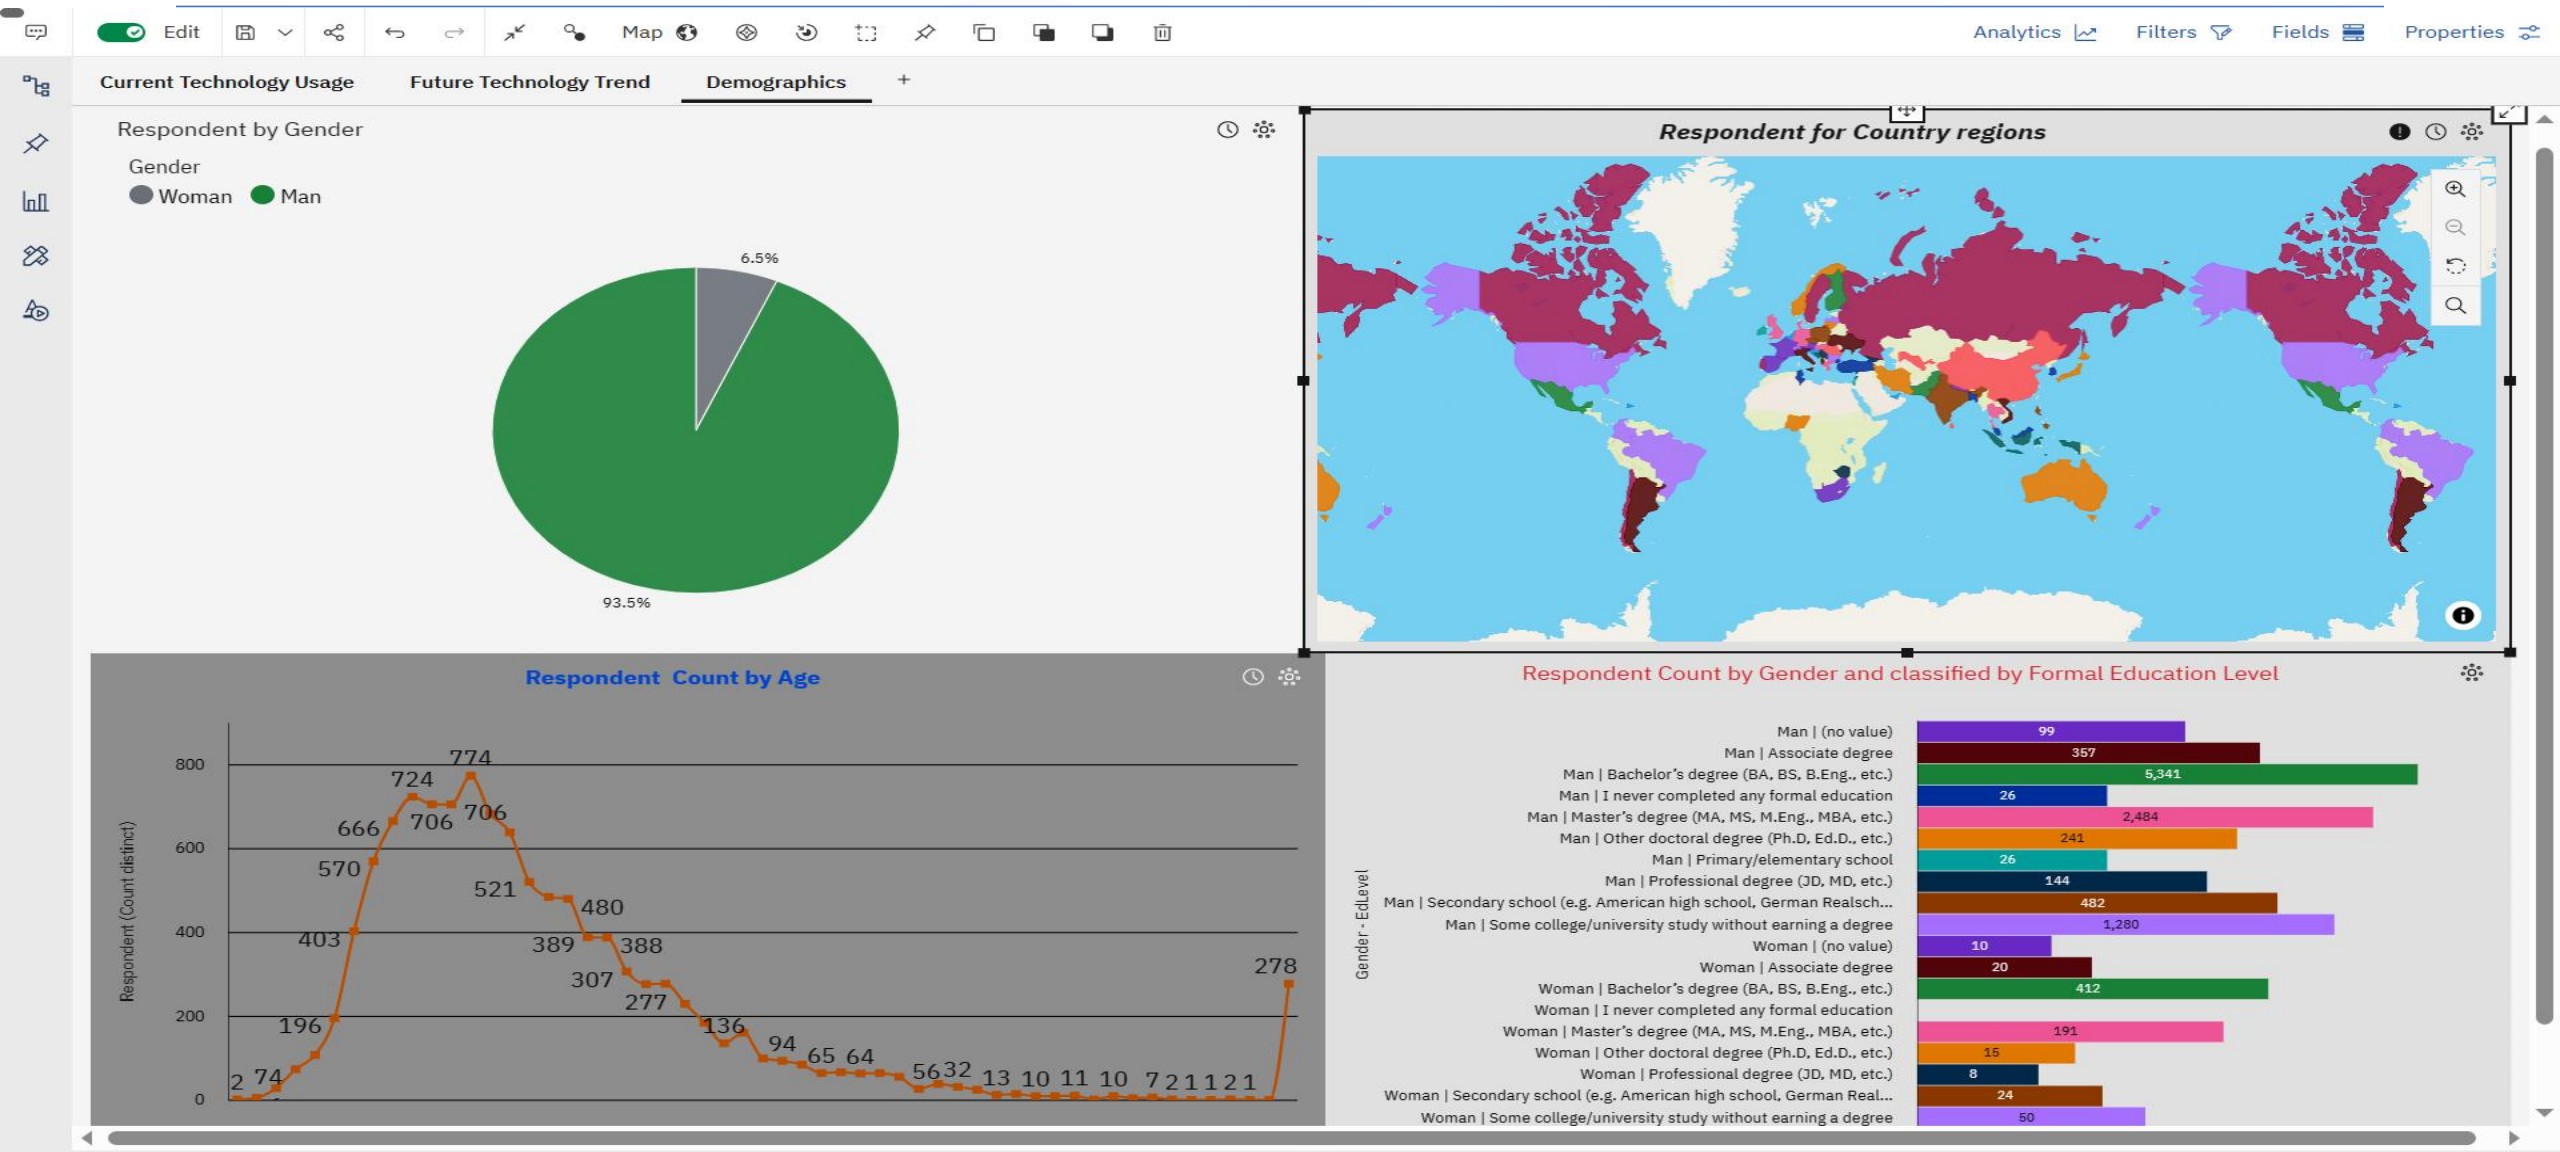 Edit Map Analytics Filters Fields Properties
Current Technology Usage Future Technology Trend Demographics +
Respondent by Gender
Gender
Woman Man
6.5%
93.5%
Respondent for Country regions
Respondent Count by Age
Respondent (Count distinct)
800
600
400
200
0
2
74
196
403
570
666
724
706
774
706
521
480
389
388
307
277
136
94
65
64
56
32
13
10
11
10
7
2
1
1
2
1
278
Respondent Count by Gender and classified by Formal Education Level
Gender - EdLevel
Man | (no value) 99
Man | Associate degree 357
Man | Bachelor’s degree (BA, BS, B.Eng., etc.) 5,341
Man | I never completed any formal education 26
Man | Master’s degree (MA, MS, M.Eng., MBA, etc.) 2,484
Man | Other doctoral degree (Ph.D, Ed.D., etc.) 241
Man | Primary/elementary school 26
Man | Professional degree (JD, MD, etc.) 144
Man | Secondary school (e.g. American high school, German Realsch... 482
Man | Some college/university study without earning a degree 1,280
Woman | (no value) 10
Woman | Associate degree 20
Woman | Bachelor’s degree (BA, BS, B.Eng., etc.) 412
Woman | I never completed any formal education
Woman | Master’s degree (MA, MS, M.Eng., MBA, etc.) 191
Woman | Other doctoral degree (Ph.D, Ed.D., etc.) 15
Woman | Professional degree (JD, MD, etc.) 8
Woman | Secondary school (e.g. American high school, German Real... 24
Woman | Some college/university study without earning a degree 50